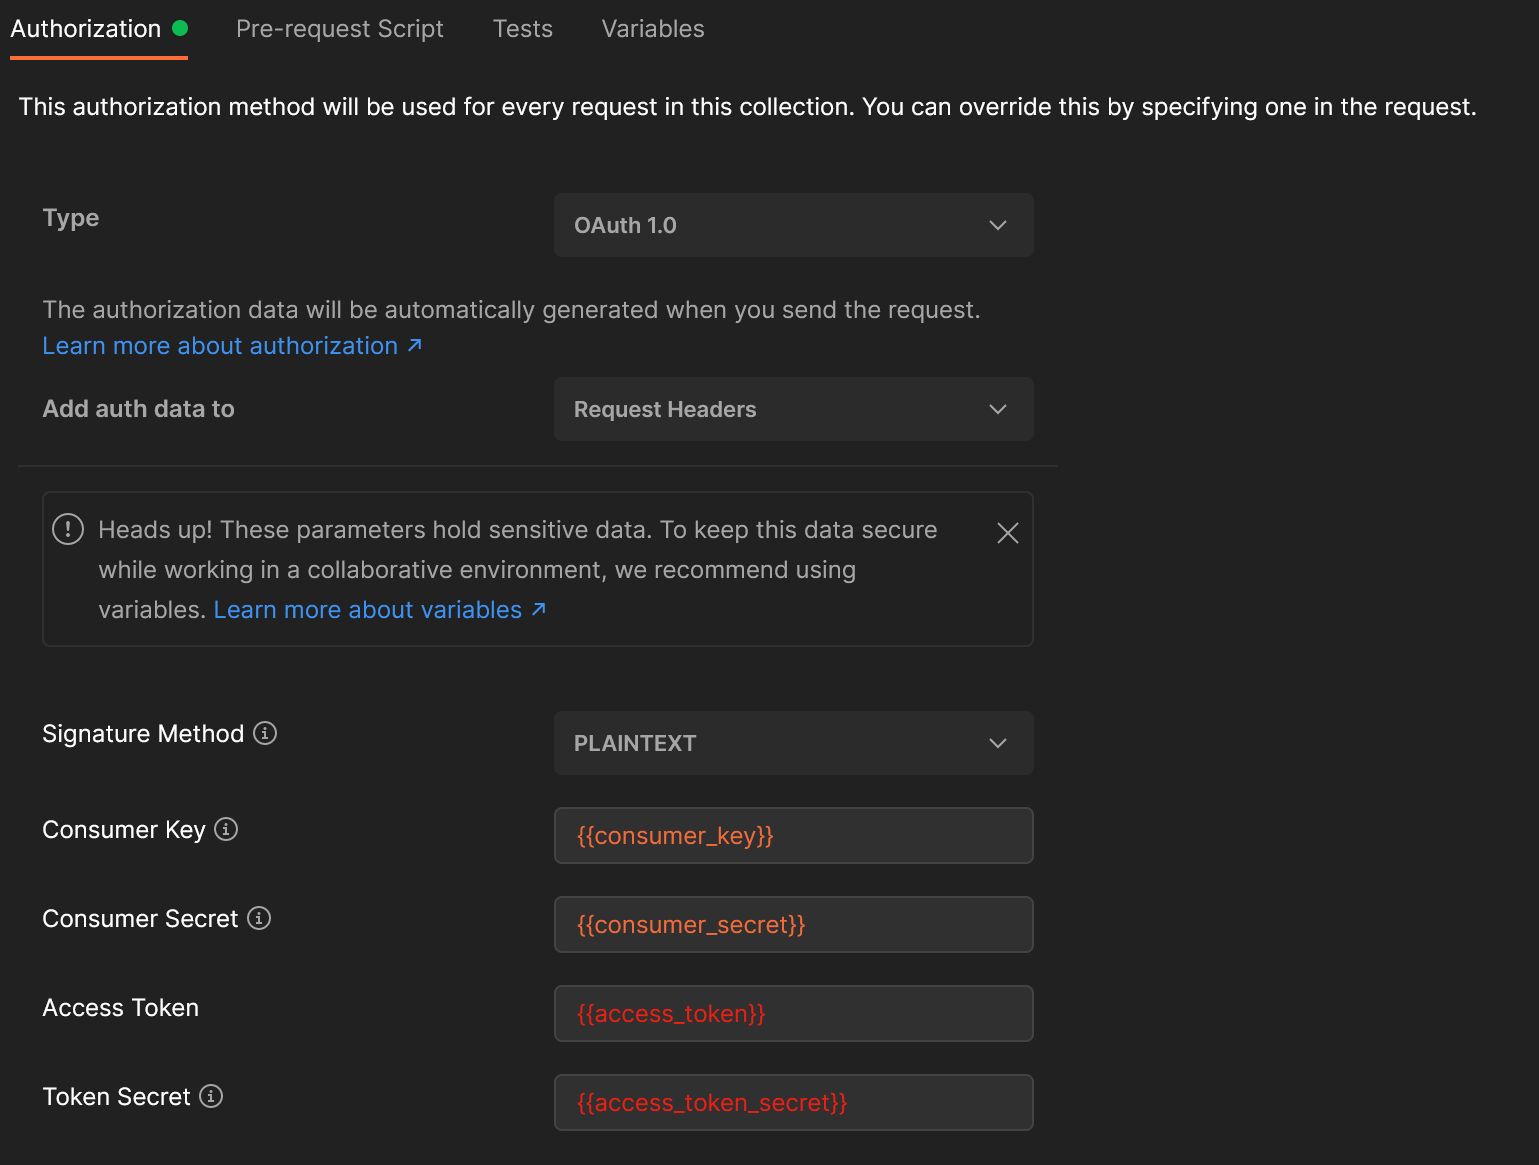 Authorization Pre-request Script Tests Variables
This authorization method will be used for every request in this collection. You can override this by specifying one in the request.
Type OAuth 1.0
The authorization data will be automatically generated when you send the request.
Learn more about authorization ↗
Add auth data to Request Headers
Heads up! These parameters hold sensitive data. To keep this data secure
while working in a collaborative environment, we recommend using
variables. Learn more about variables ↗
Signature Method PLAINTEXT
Consumer Key {{consumer_key}}
Consumer Secret {{consumer_secret}}
Access Token {{access_token}}
Token Secret {{access_token_secret}}